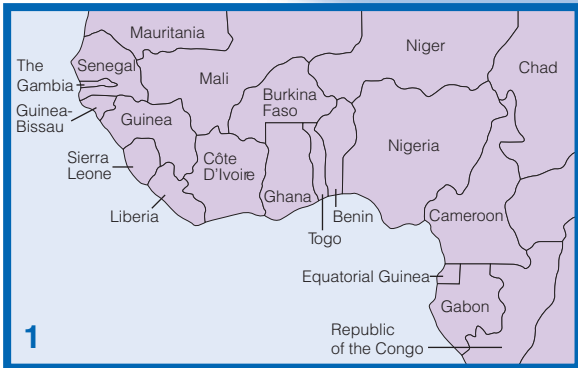 Mauritania
Niger
The
Gambia
Senegal
Mali
Chad
Guinea-
Bissau
Guinea
Burkina
Faso
Nigeria
Sierra
Leone
Côte
D'Ivoire
Ghana
Liberia
Togo
Benin
Cameroon
Equatorial Guinea
Gabon
Republic
of the Congo
1